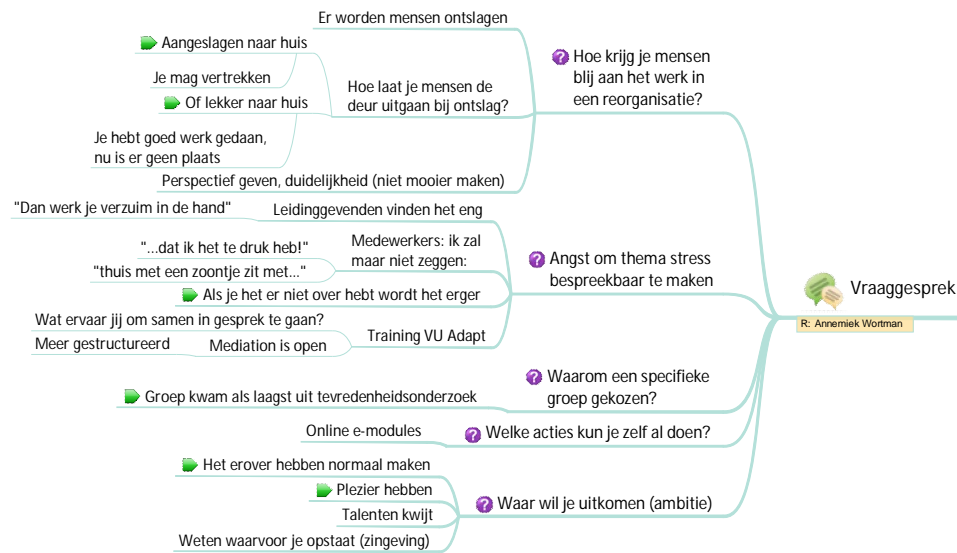 Vraaggesprek
R: Annemiek Wortman
Hoe krijg je mensen
blij aan het werk in
een reorganisatie?
Er worden mensen ontslagen
Hoe laat je mensen de
deur uitgaan bij ontslag?
Aangeslagen naar huis
Je mag vertrekken
Of lekker naar huis
Je hebt goed werk gedaan,
nu is er geen plaats
Perspectief geven, duidelijkheid (niet mooier maken)
Angst om thema stress
bespreekbaar te maken
Leidinggevenden vinden het eng
"Dan werk je verzuim in de hand"
Medewerkers: ik zal
maar niet zeggen:
"...dat ik het te druk heb!"
"thuis met een zoontje zit met..."
Als je het er niet over hebt wordt het erger
Training VU Adapt
Wat ervaar jij om samen in gesprek te gaan?
Mediation is open
Meer gestructureerd
Waarom een specifieke
groep gekozen?
Groep kwam als laagst uit tevredenheidsonderzoek
Welke acties kun je zelf al doen?
Online e-modules
Waar wil je uitkomen (ambitie)
Het erover hebben normaal maken
Plezier hebben
Talenten kwijt
Weten waarvoor je opstaat (zingeving)